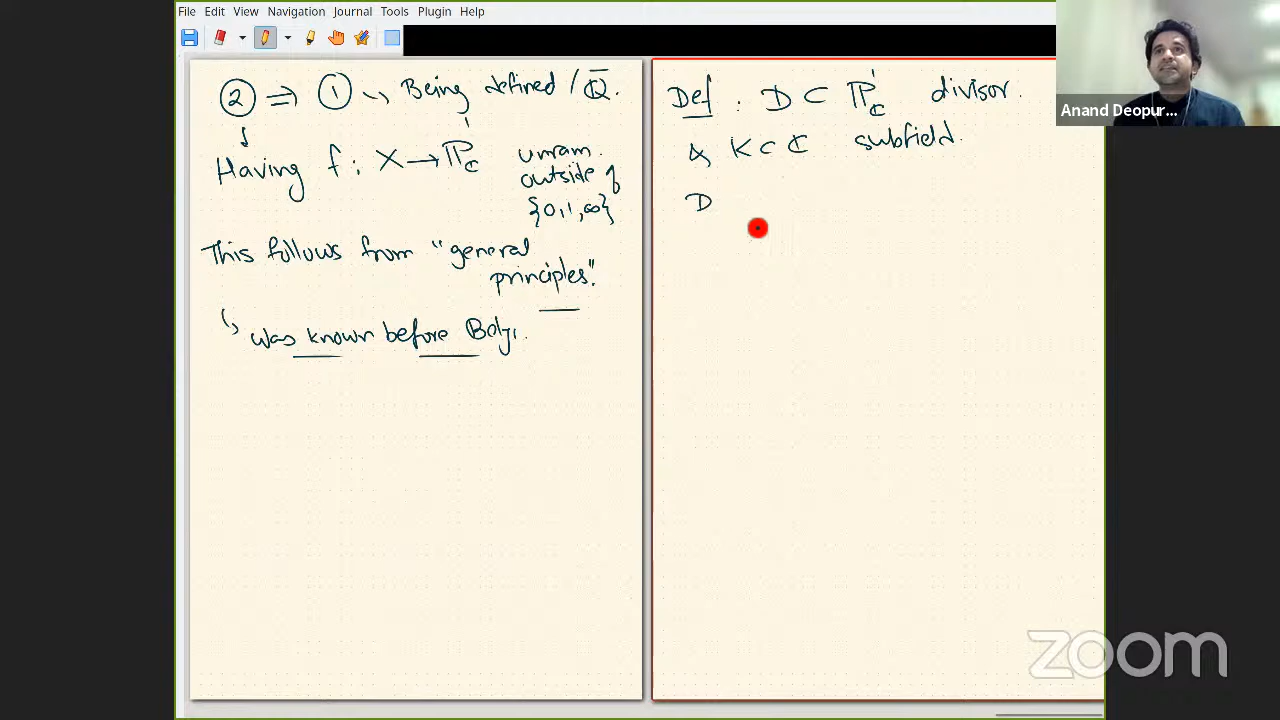 File Edit View Navigation Journal Tools Plugin Help
② ⇒ ① ↝ Being defined / Q̄.
Having f : X → P¹_C unram. outside of {0,1,∞}
This follows from "general principles".
↳ was known before Belyi.
Def : D ⊂ P¹_C divisor.
& K ⊂ C subfield.
D
Anand Deopur...
zoom